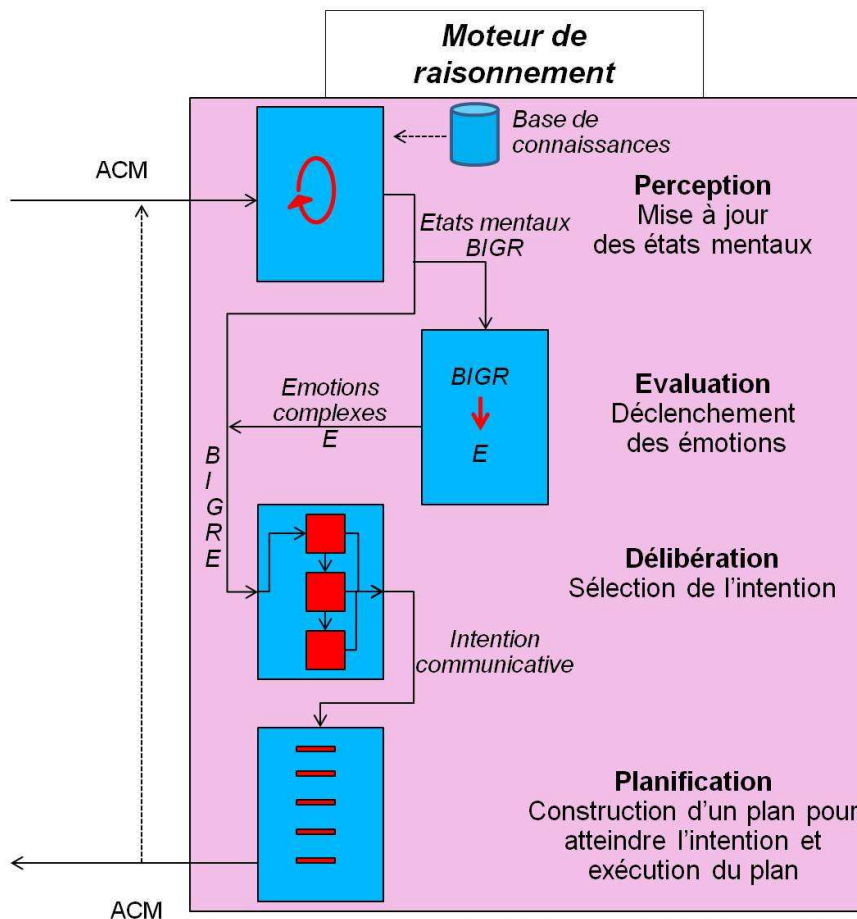 Moteur de
raisonnement
Base de
connaissances
ACM
Perception
Mise à jour
des états mentaux
Etats mentaux
BIGR
BIGR
E
Emotions
complexes
E
Evaluation
Déclenchement
des émotions
B
I
G
R
E
Délibération
Sélection de l'intention
Intention
communicative
Planification
Construction d'un plan pour
atteindre l'intention et
exécution du plan
ACM